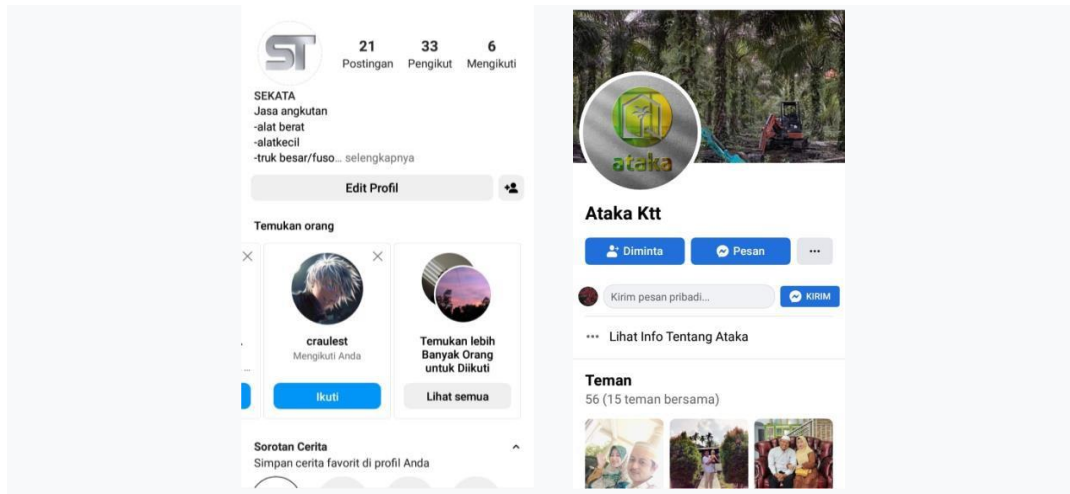 ST
21 33 6
Postingan Pengikut Mengikuti
SEKATA
Jasa angkutan
-alat berat
-alatkecil
-truk besar/fuso... selengkapnya
Edit Profil
Temukan orang
craulest
Mengikuti Anda
Ikuti
Temukan lebih
Banyak Orang
untuk Diikuti
Lihat semua
Sorotan Cerita
Simpan cerita favorit di profil Anda
ataka
Ataka Ktt
Diminta Pesan
Kirim pesan pribadi... KIRIM
Lihat Info Tentang Ataka
Teman
56 (15 teman bersama)